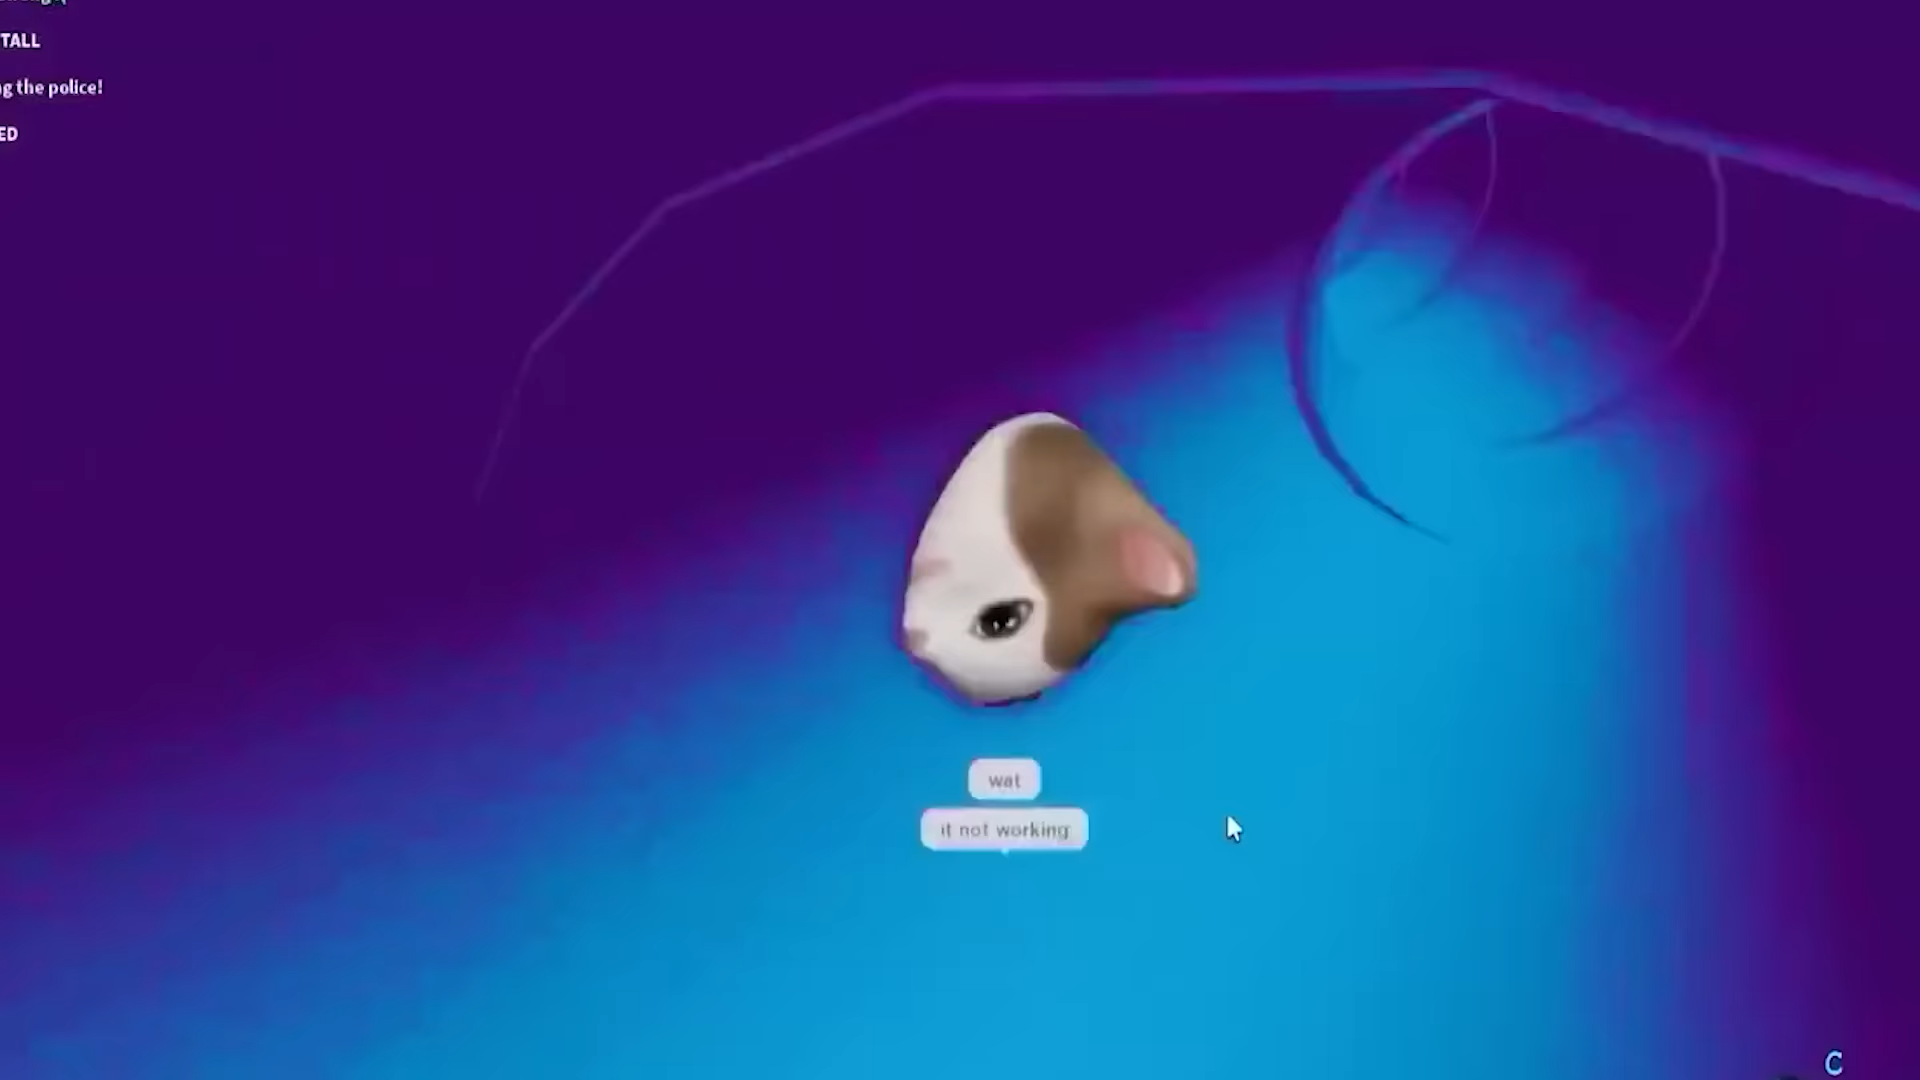 TALL
g the police!
ED
wat
it not working
C